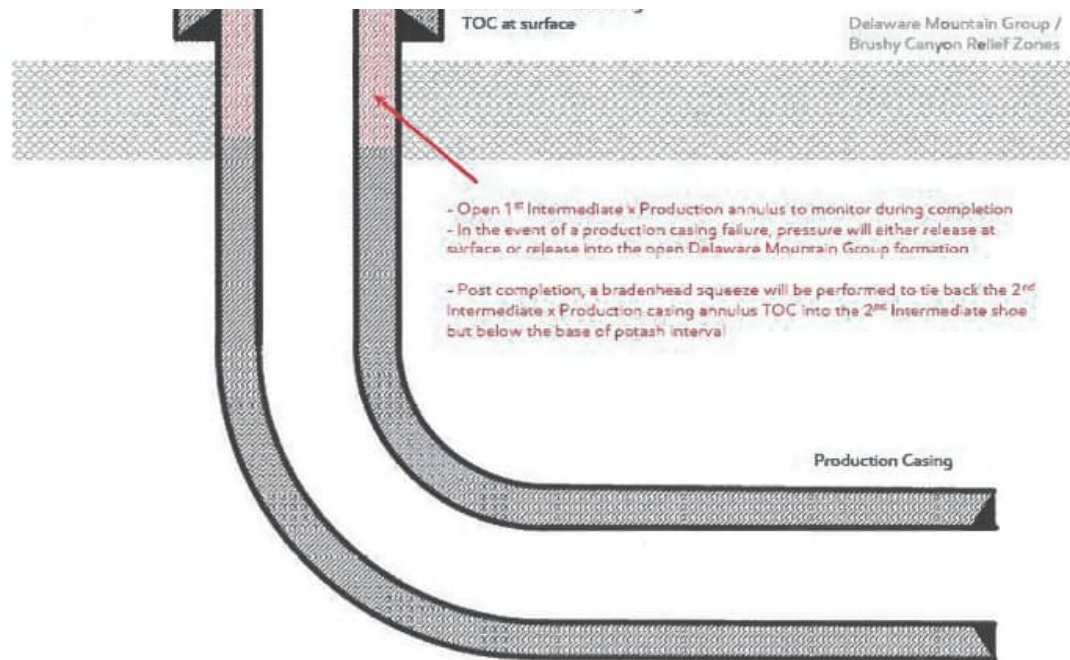 TOC at surface
Delaware Mountain Group /
Brushy Canyon Relief Zones
- Open 1st Intermediate x Production annulus to monitor during completion
- In the event of a production casing failure, pressure will either release at
surface or release into the open Delaware Mountain Group formation
- Post completion, a bradenhead squeeze will be performed to tie back the 2nd
Intermediate x Production casing annulus TOC into the 2nd Intermediate shoe
but below the base of potash interval
Production Casing